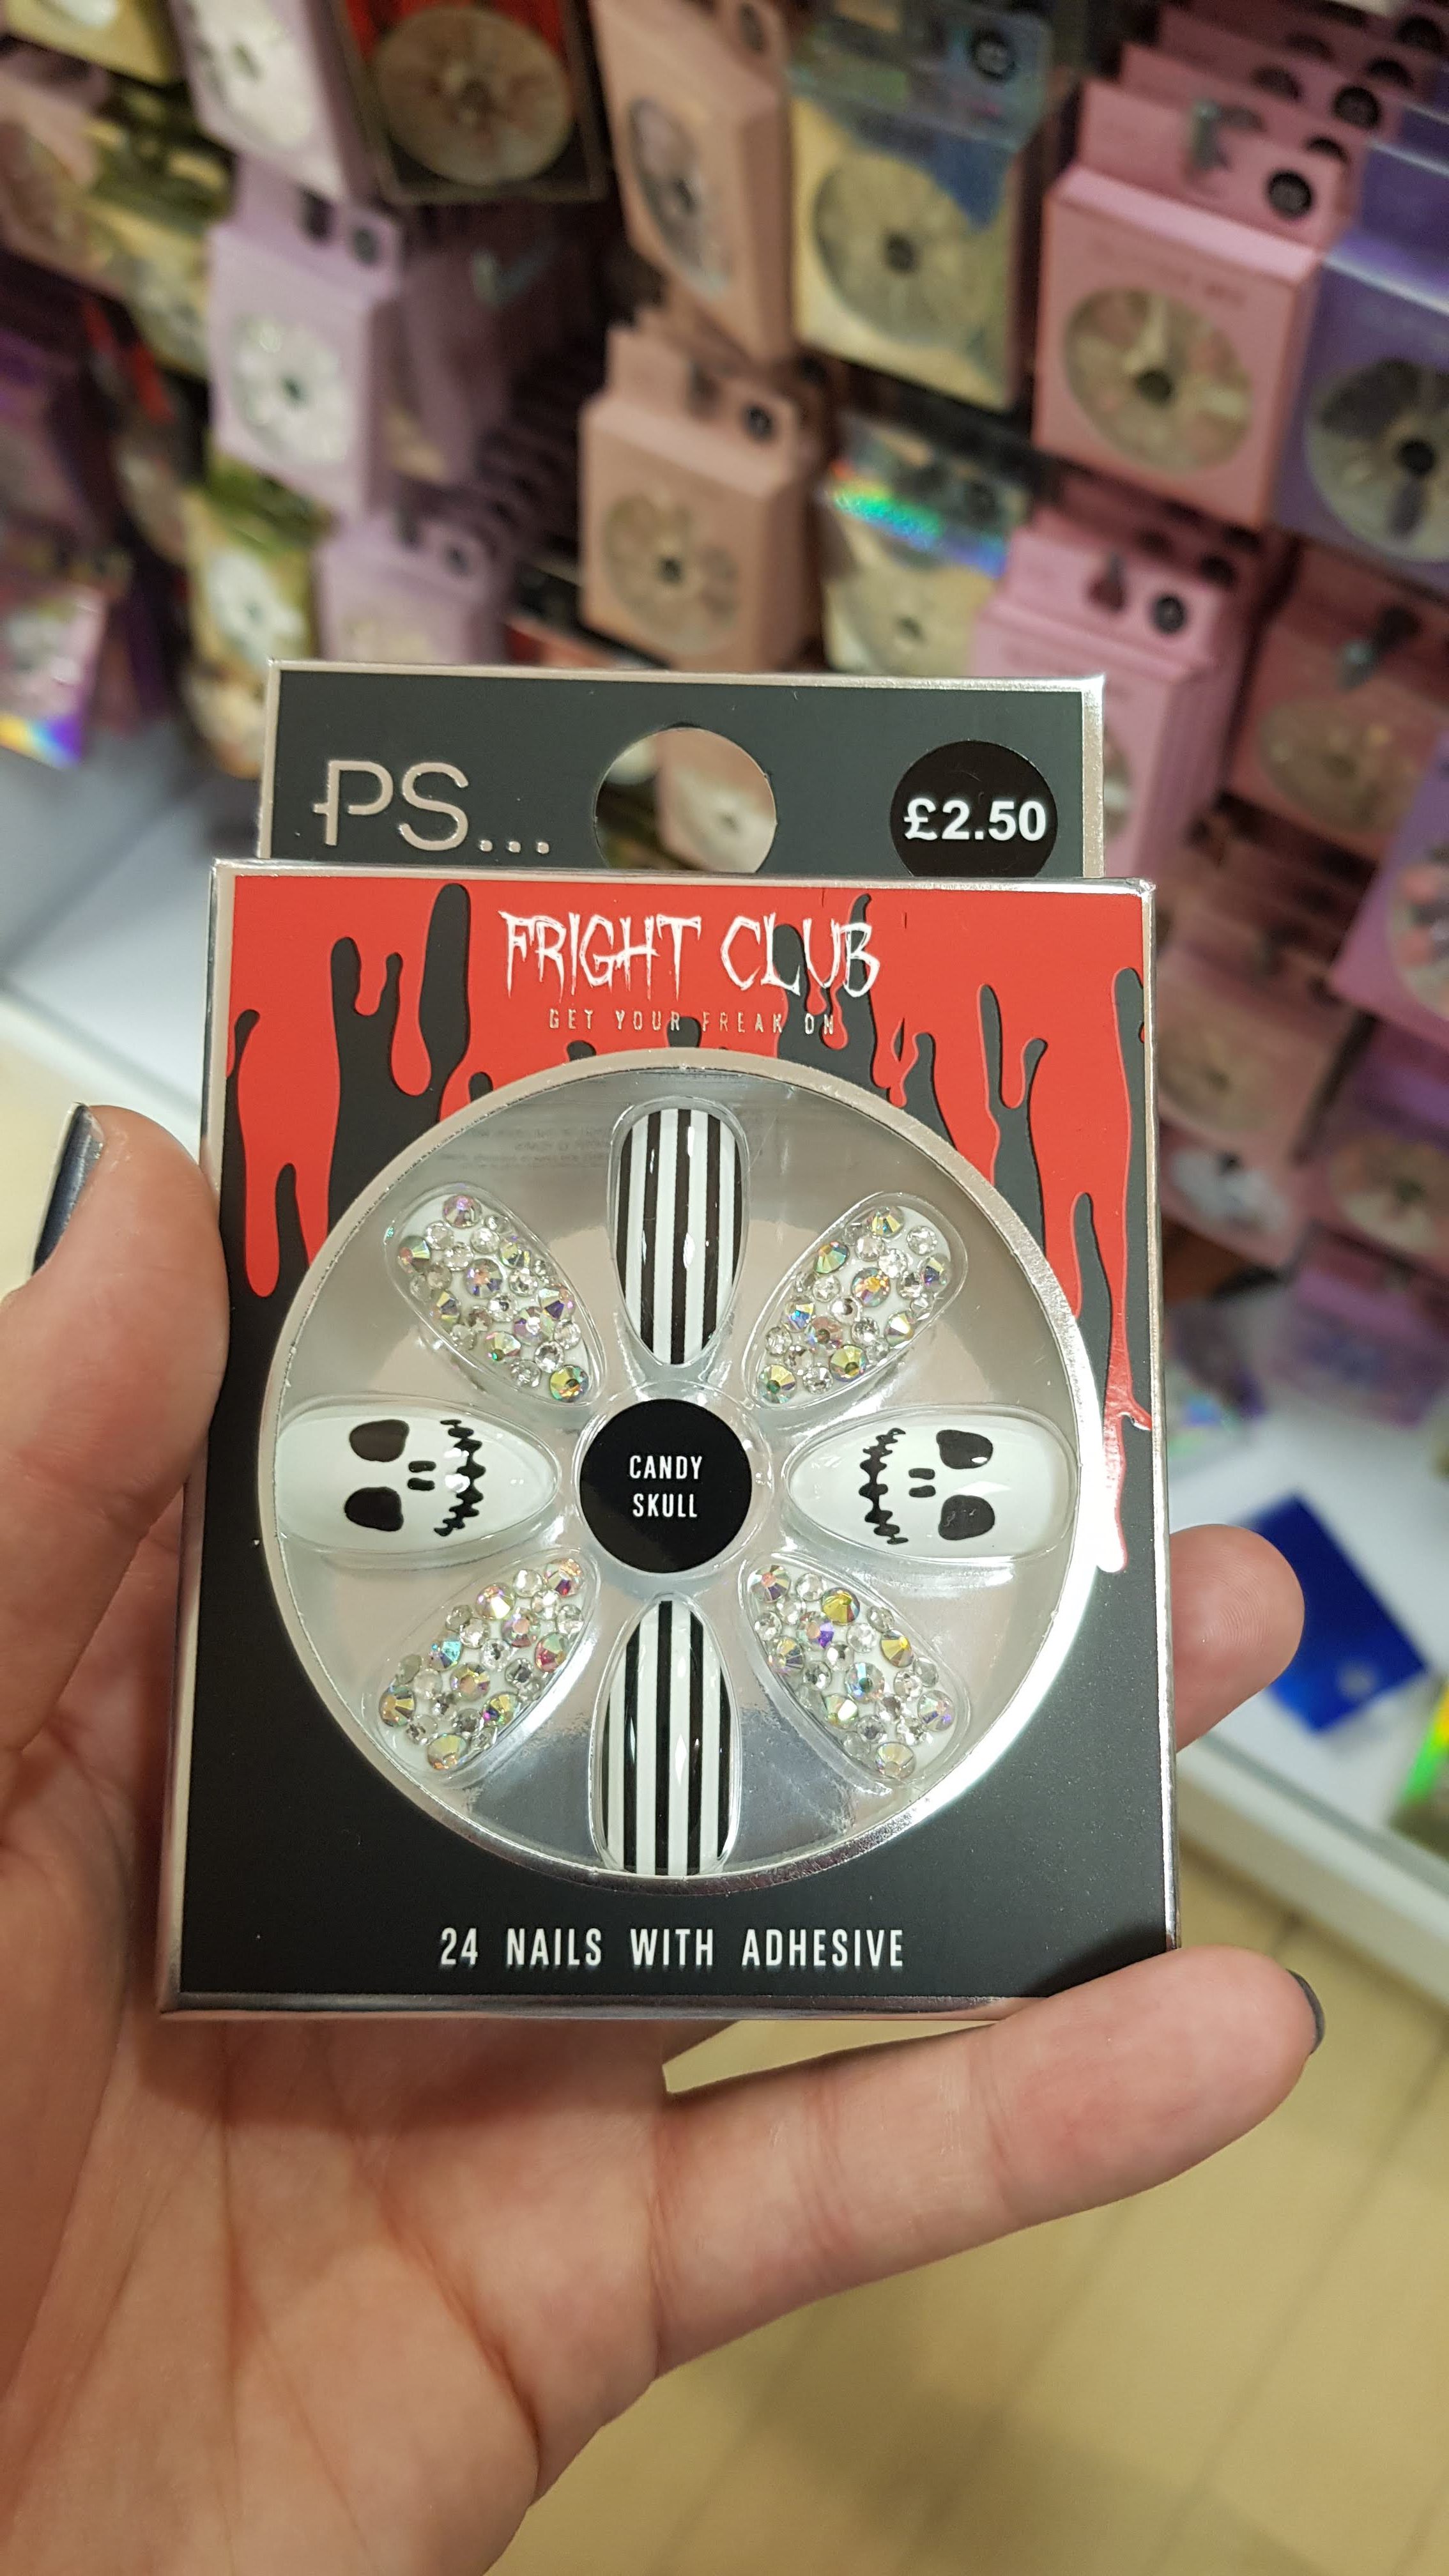 PS...
£2.50
FRIGHT CLUB
GET YOUR FREAK ON
CANDY
SKULL
24 NAILS WITH ADHESIVE